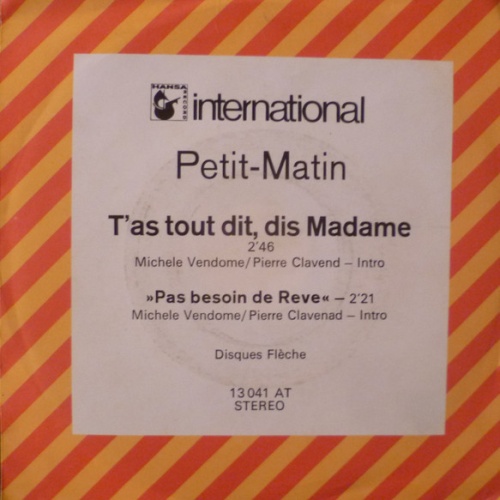 HANSA
RECORD
international
Petit-Matin
T'as tout dit, dis Madame
2'46
Michele Vendome/Pierre Clavend – Intro
»Pas besoin de Reve« – 2'21
Michele Vendome/Pierre Clavenad – Intro
Disques Flèche
13 041 AT
STEREO